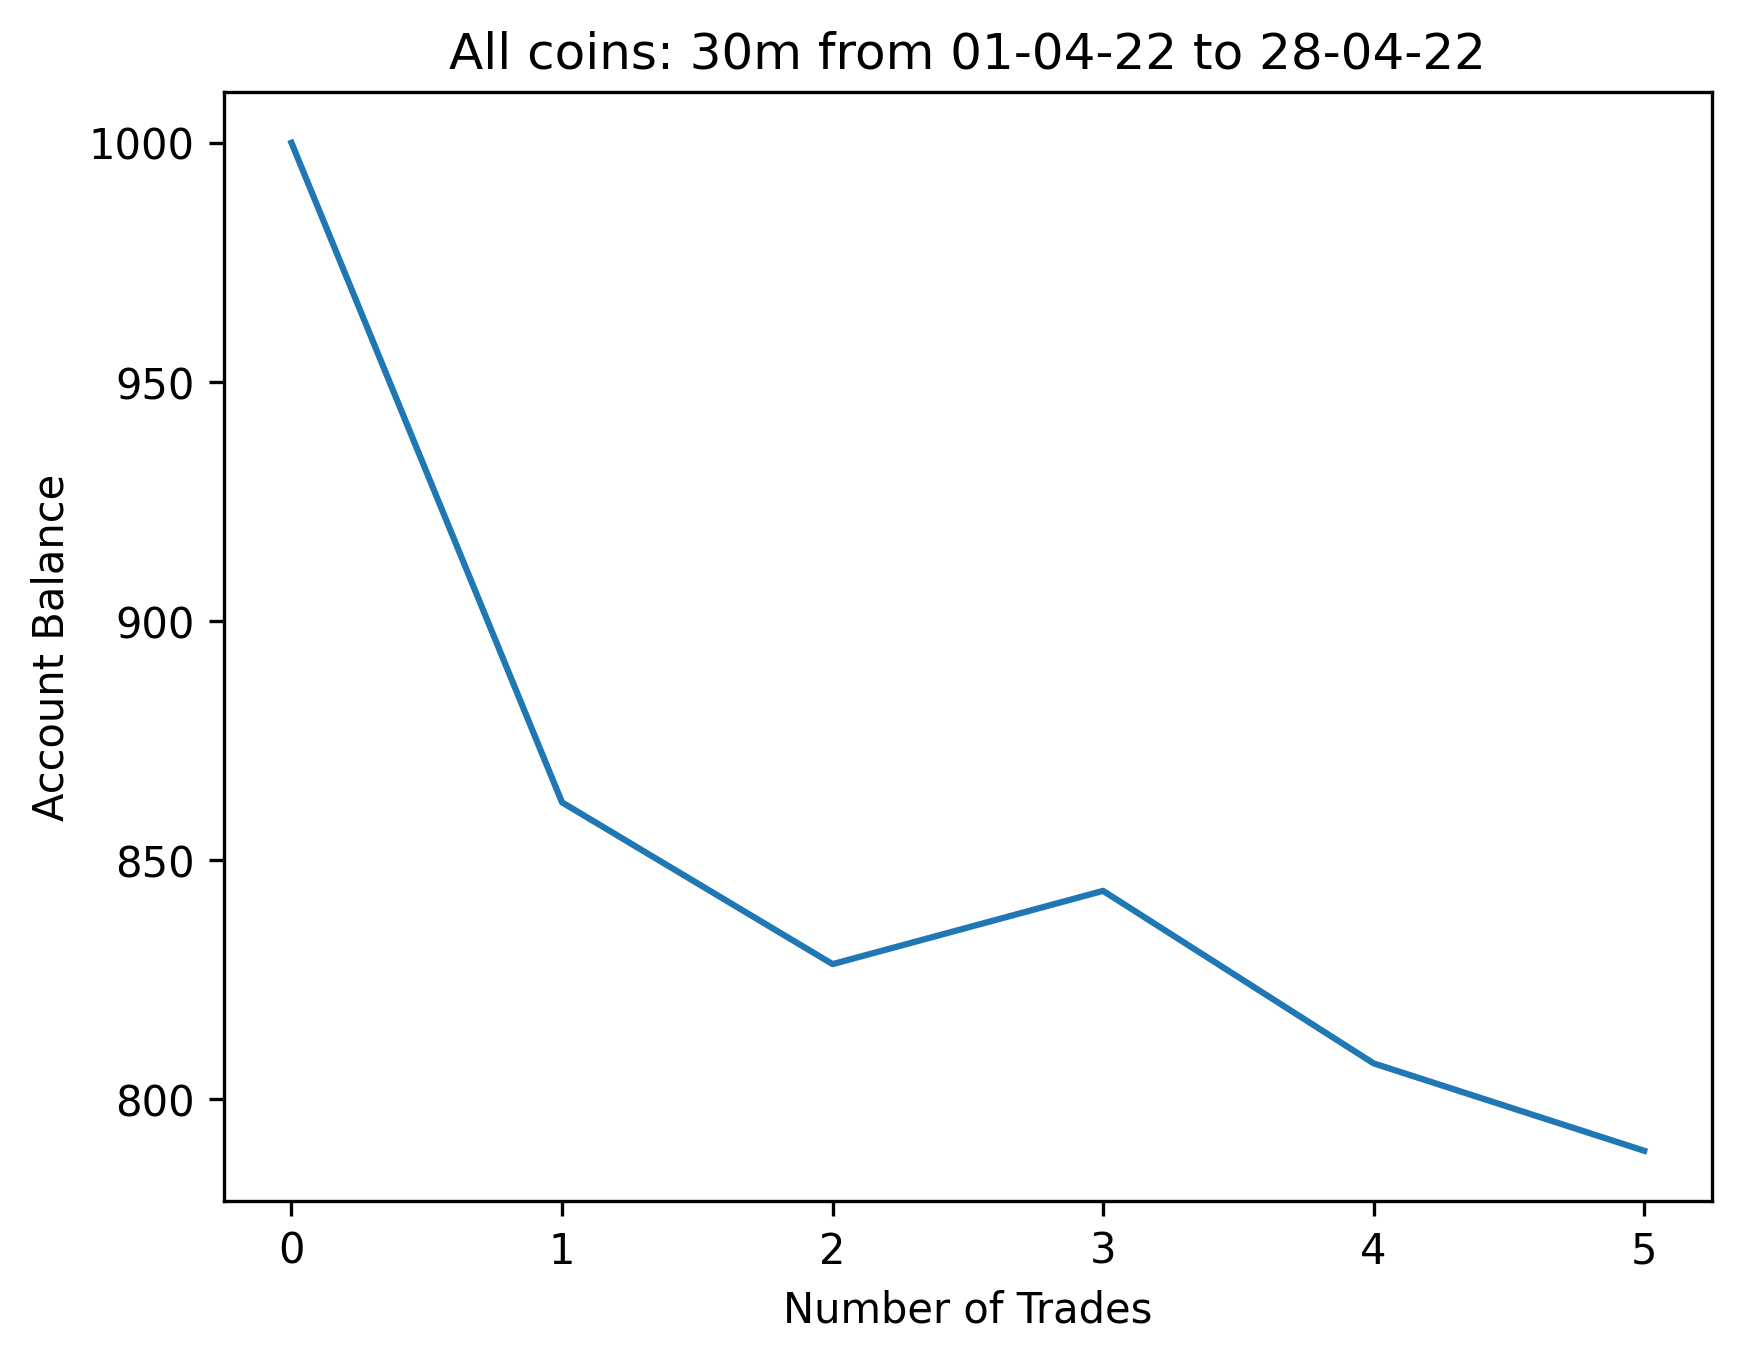 All coins: 30m from 01-04-22 to 28-04-22
1000
950
900
850
800
Account Balance
0 1 2 3 4 5
Number of Trades